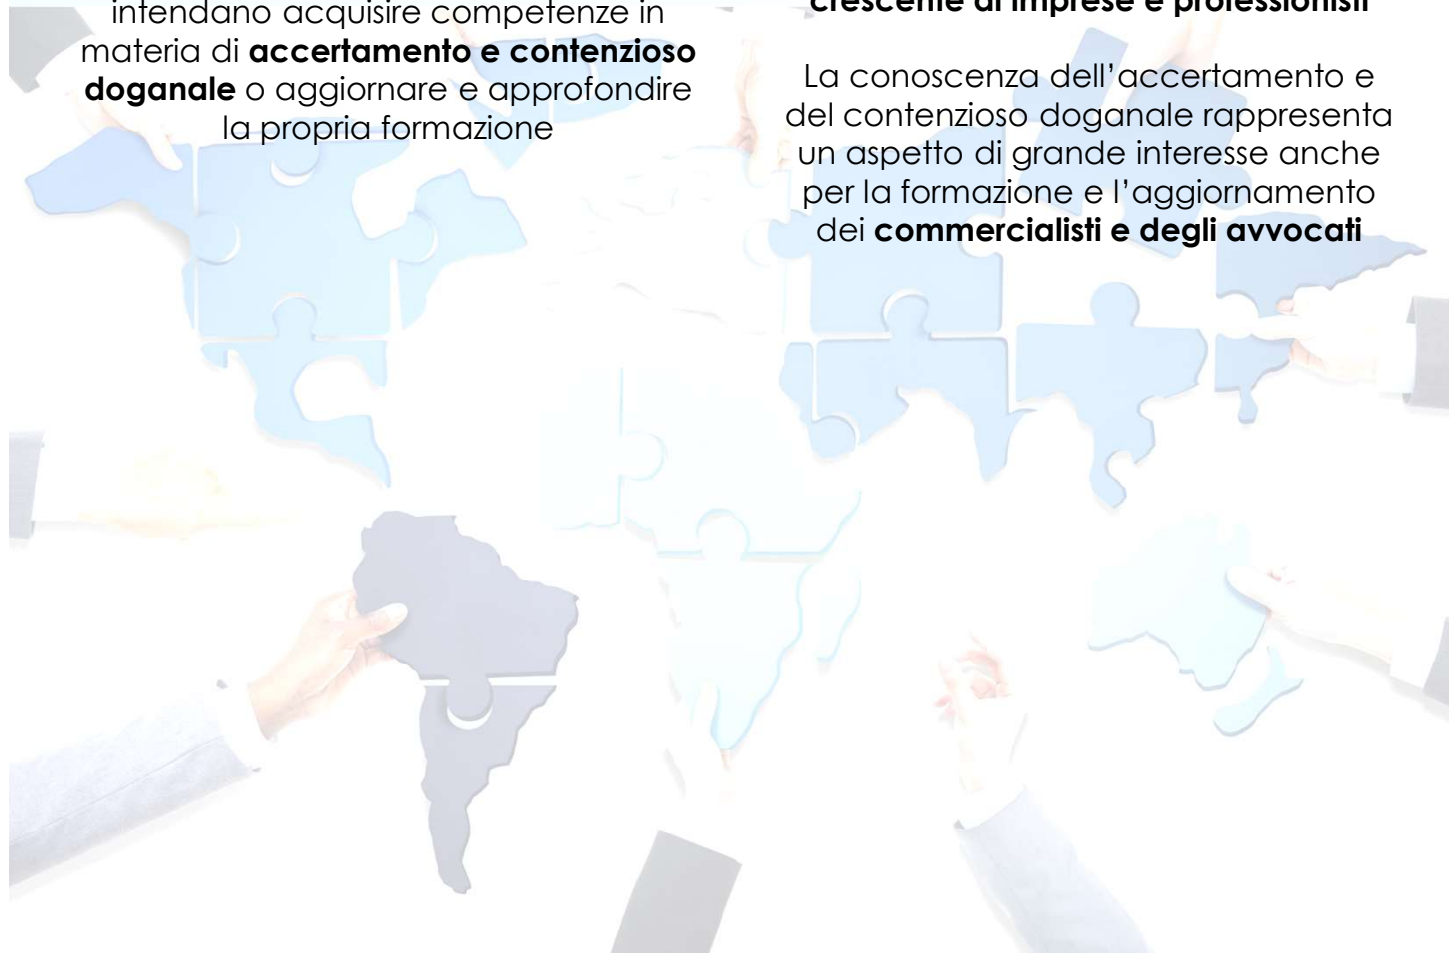 intendano acquisire competenze in
materia di accertamento e contenzioso
doganale o aggiornare e approfondire
la propria formazione
crescente di imprese e professionisti
La conoscenza dell’accertamento e
del contenzioso doganale rappresenta
un aspetto di grande interesse anche
per la formazione e l’aggiornamento
dei commercialisti e degli avvocati